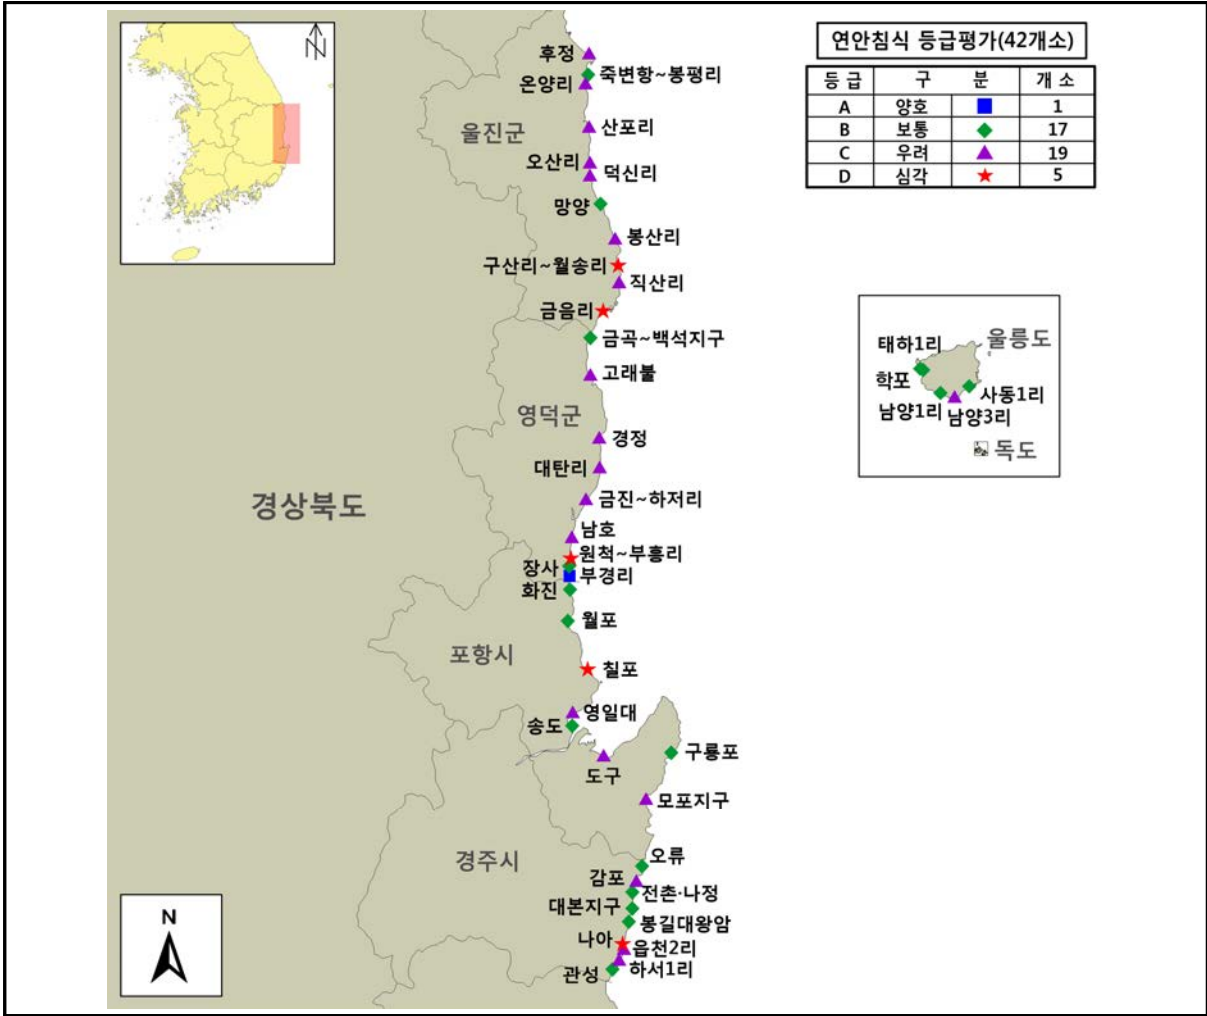 연안침식 등급평가(42개소)
등 급 구 분 개 소
A 양호 1
B 보통 17
C 우려 19
D 심각 5
후정
죽변항~봉평리
온양리
울진군
산포리
오산리
덕신리
망양
봉산리
구산리~월송리
직산리
금음리
금곡~백석지구
고래불
영덕군
경정
대탄리
경상북도
금진~하저리
남호
원척~부흥리
장사
부경리
화진
월포
포항시
칠포
영일대
송도
구룡포
도구
모포지구
경주시
오류
감포
전촌·나정
대본지구
봉길대왕암
나아
읍천2리
하서1리
관성
울릉도
태하1리
학포
사동1리
남양1리
남양3리
독도
N
N